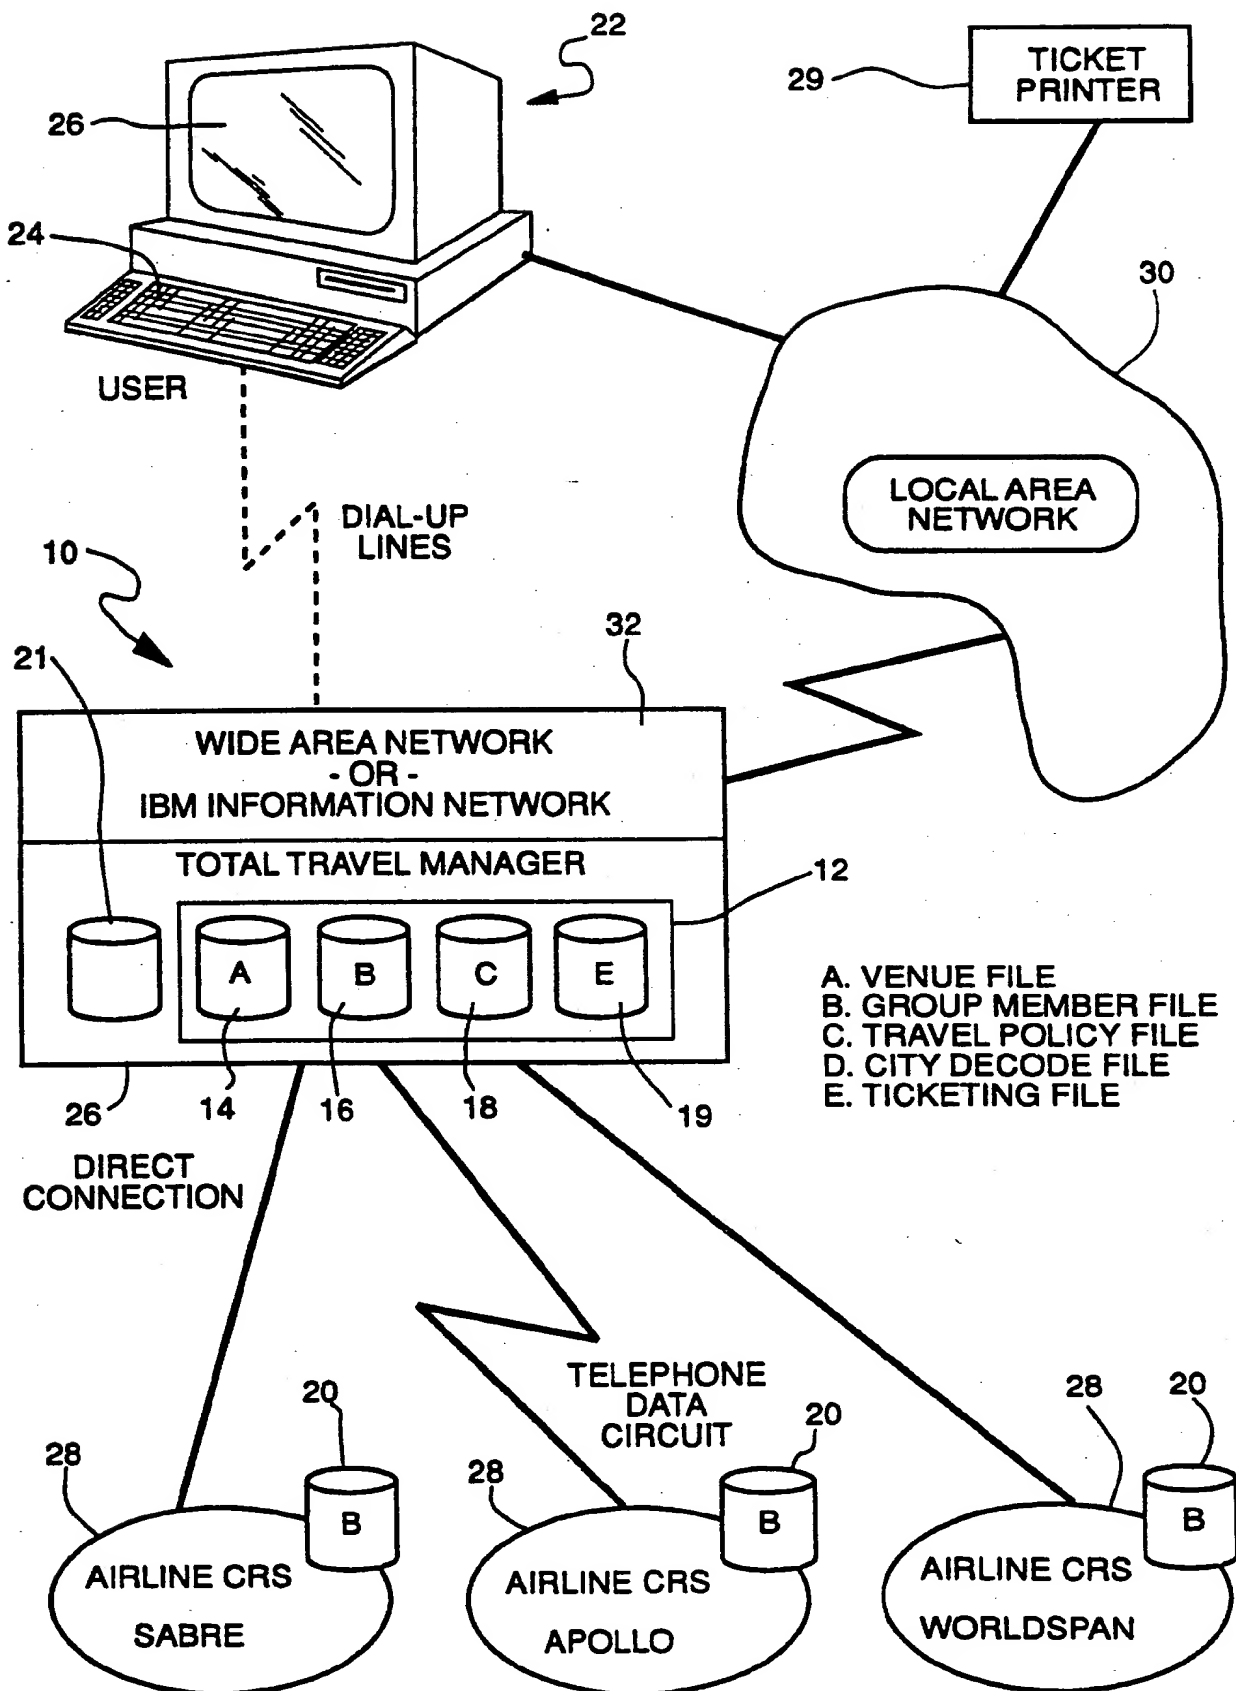 22
TICKET
PRINTER
29
26
24
30
USER
LOCAL AREA
NETWORK
DIAL-UP
LINES
10
32
21
WIDE AREA NETWORK
- OR -
IBM INFORMATION NETWORK
TOTAL TRAVEL MANAGER
12
A
B
C
E
A. VENUE FILE
B. GROUP MEMBER FILE
C. TRAVEL POLICY FILE
D. CITY DECODE FILE
E. TICKETING FILE
26
14
16
18
19
DIRECT
CONNECTION
TELEPHONE
DATA
CIRCUIT
20
20
28
20
28
28
B
B
B
AIRLINE CRS
SABRE
AIRLINE CRS
APOLLO
AIRLINE CRS
WORLDSPAN